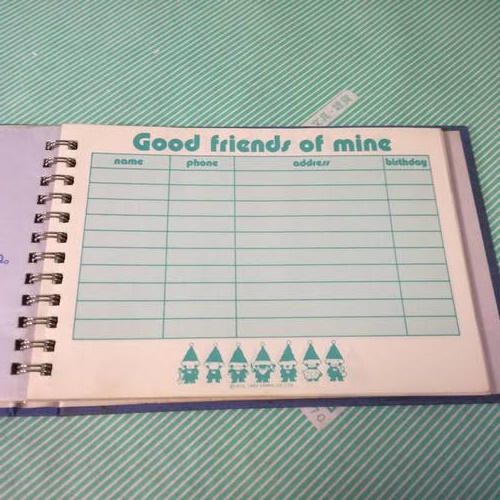 Good friends of mine
name phone address birthday